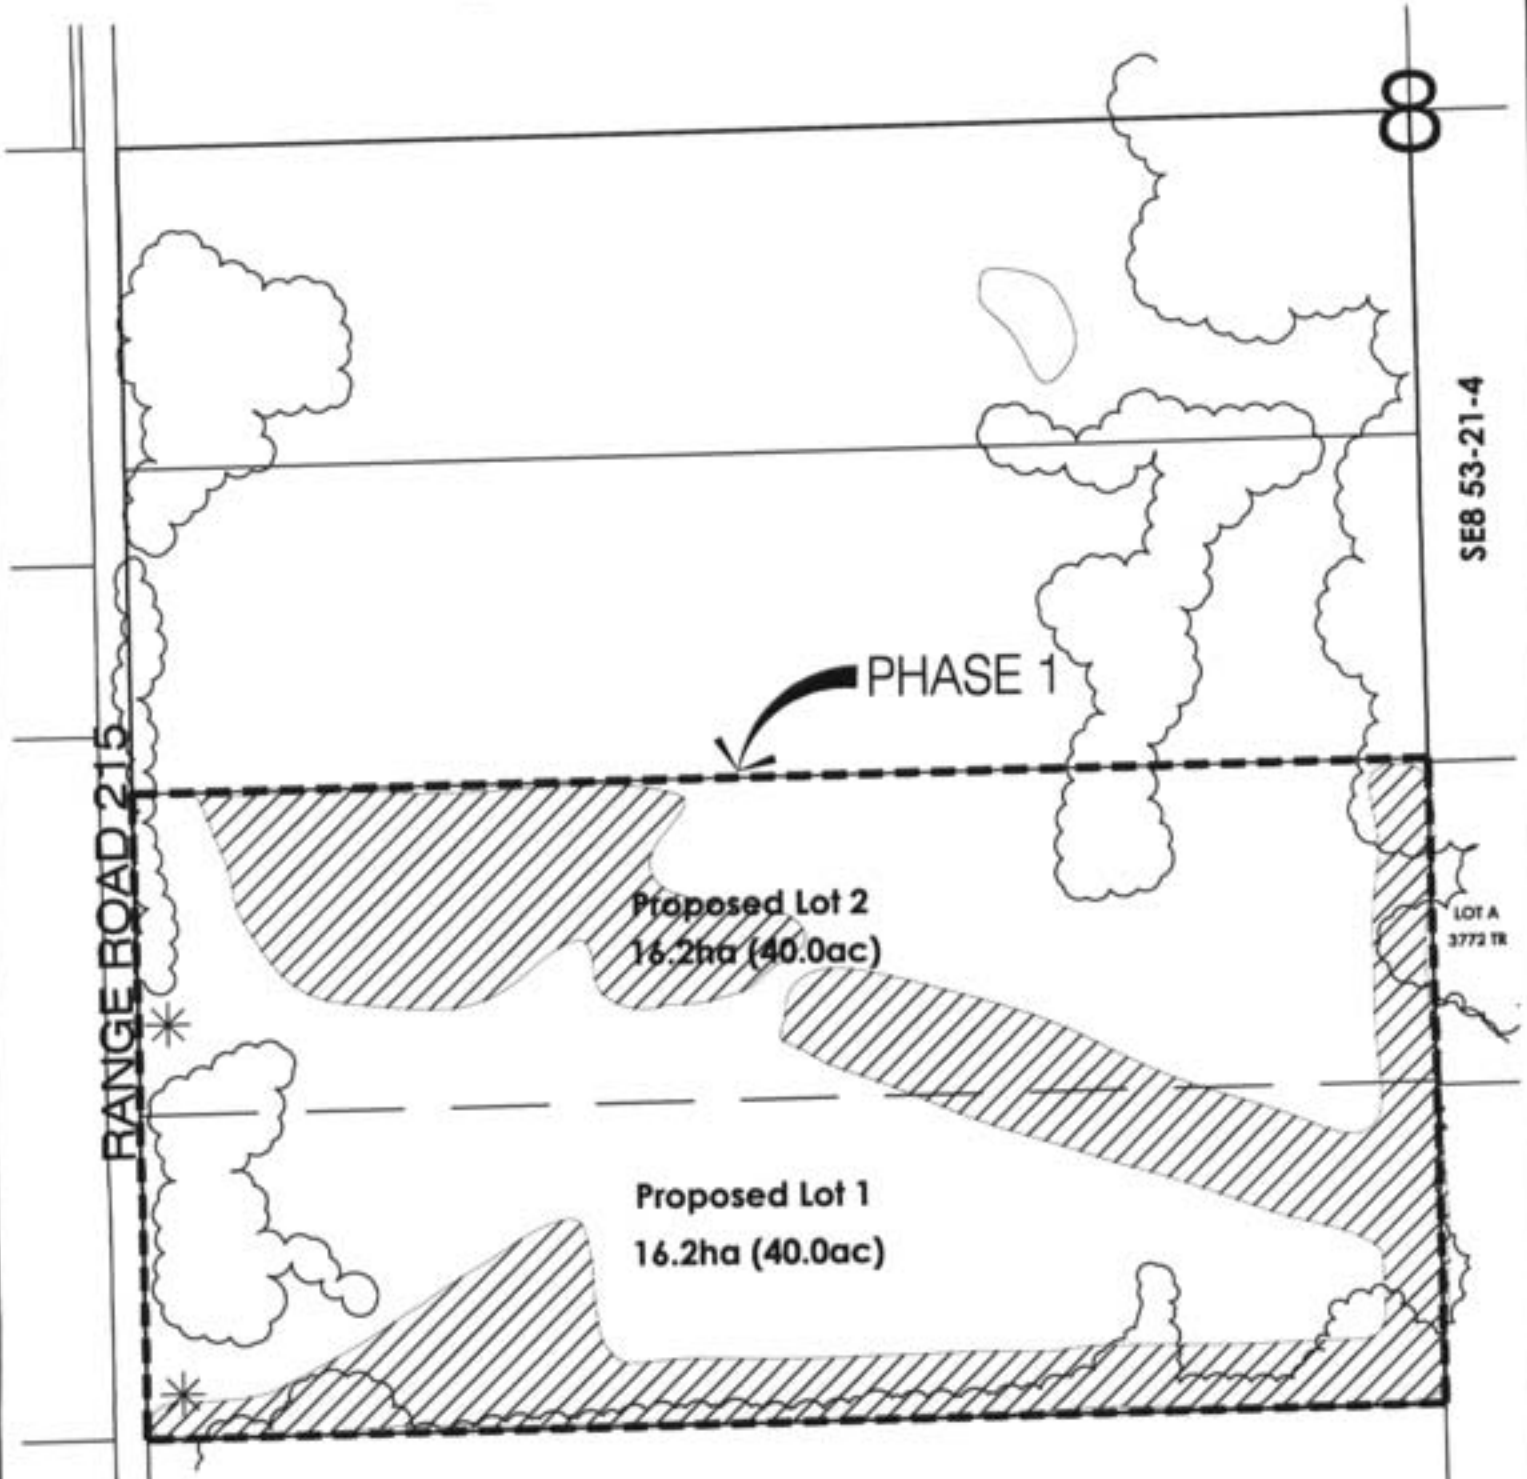 8
SE8 53-21-4
PHASE 1
RANGE ROAD 215
Proposed Lot 2
16.2ha (40.0ac)
LOT A
3772 TR
Proposed Lot 1
16.2ha (40.0ac)